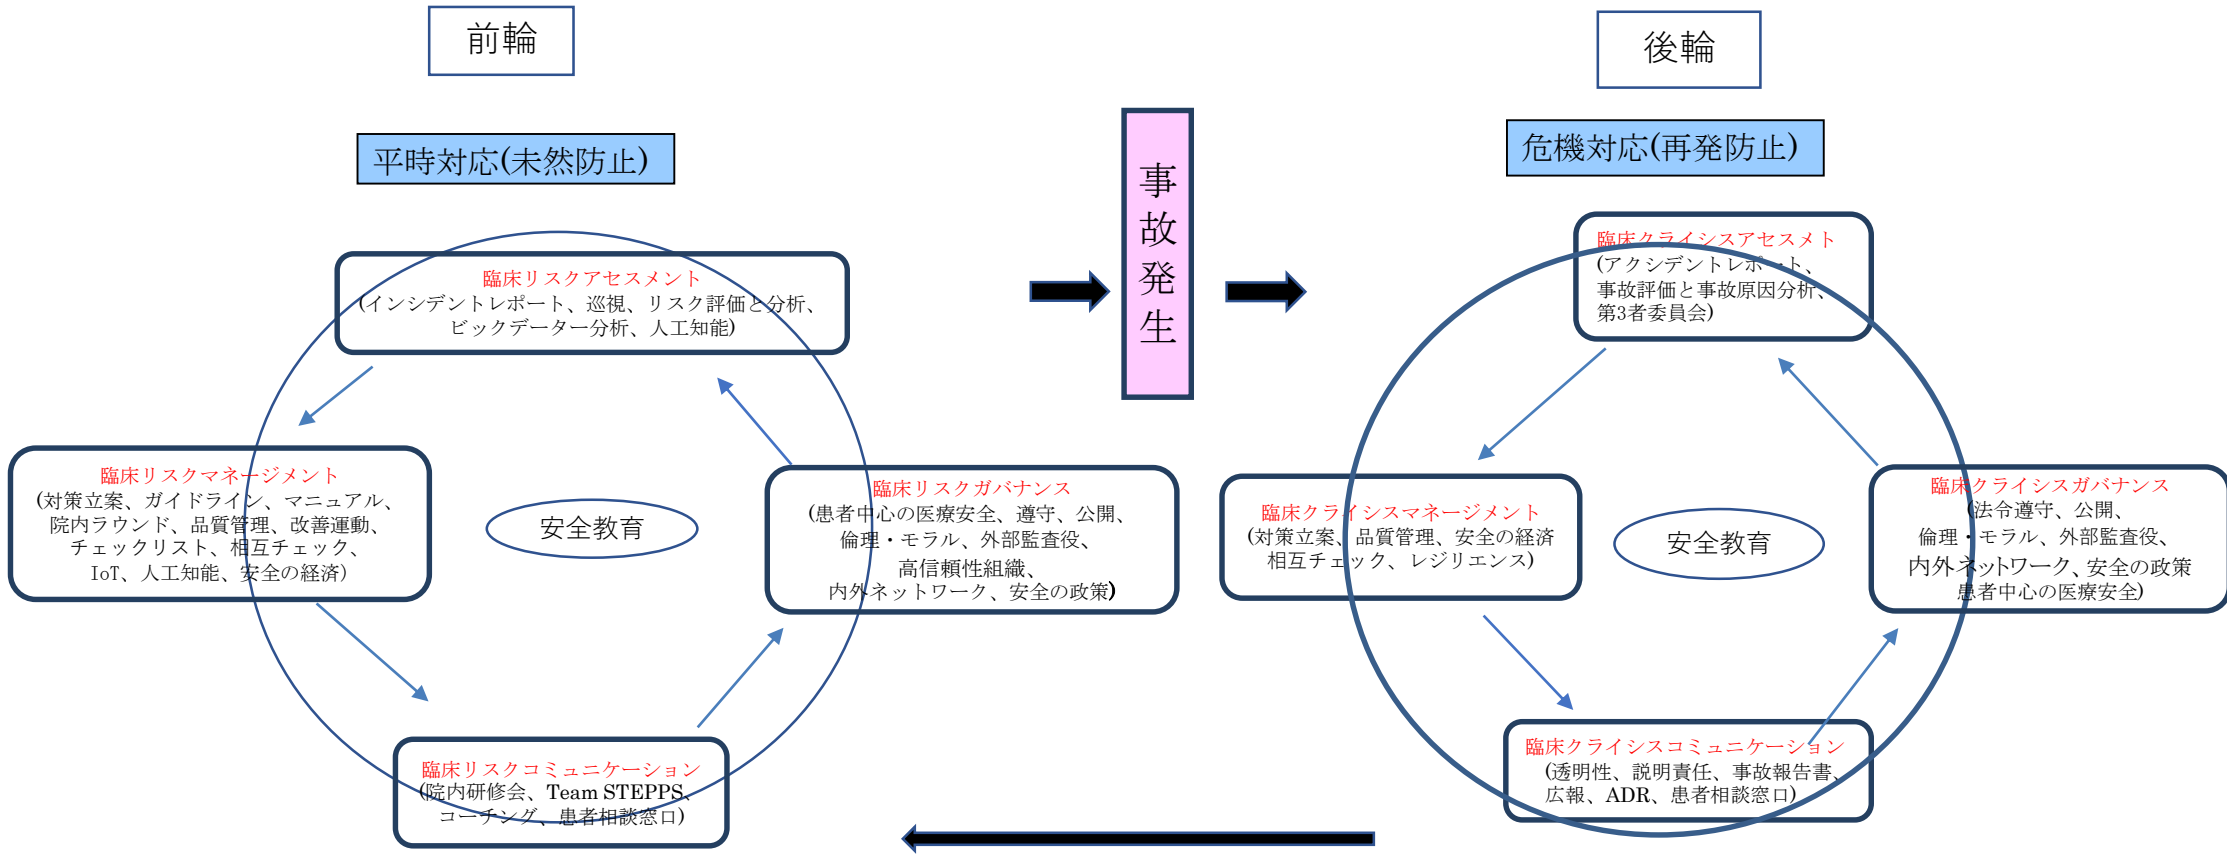 前輪
後輪
平時対応(未然防止)
事故発生
危機対応(再発防止)
臨床リスクアセスメント
(インシデントレポート、巡視、リスク評価と分析、
ビックデーター分析、人工知能)
臨床リスクマネージメント
(対策立案、ガイドライン、マニュアル、
院内ラウンド、品質管理、改善運動、
チェックリスト、相互チェック、
IoT、人工知能、安全の経済)
安全教育
臨床リスクガバナンス
(患者中心の医療安全、遵守、公開、
倫理・モラル、外部監査役、
高信頼性組織、
内外ネットワーク、安全の政策)
臨床リスクコミュニケーション
(院内研修会、Team STEPPS、
コーチング、患者相談窓口)
臨床クライシスアセスメト
(アクシデントレポート、
事故評価と事故原因分析、
第3者委員会)
臨床クライシスマネージメント
(対策立案、品質管理、安全の経済
相互チェック、レジリエンス)
安全教育
臨床クライシスガバナンス
(法令遵守、公開、
倫理・モラル、外部監査役、
内外ネットワーク、安全の政策
患者中心の医療安全)
臨床クライシスコミュニケーション
(透明性、説明責任、事故報告書、
広報、ADR、患者相談窓口)